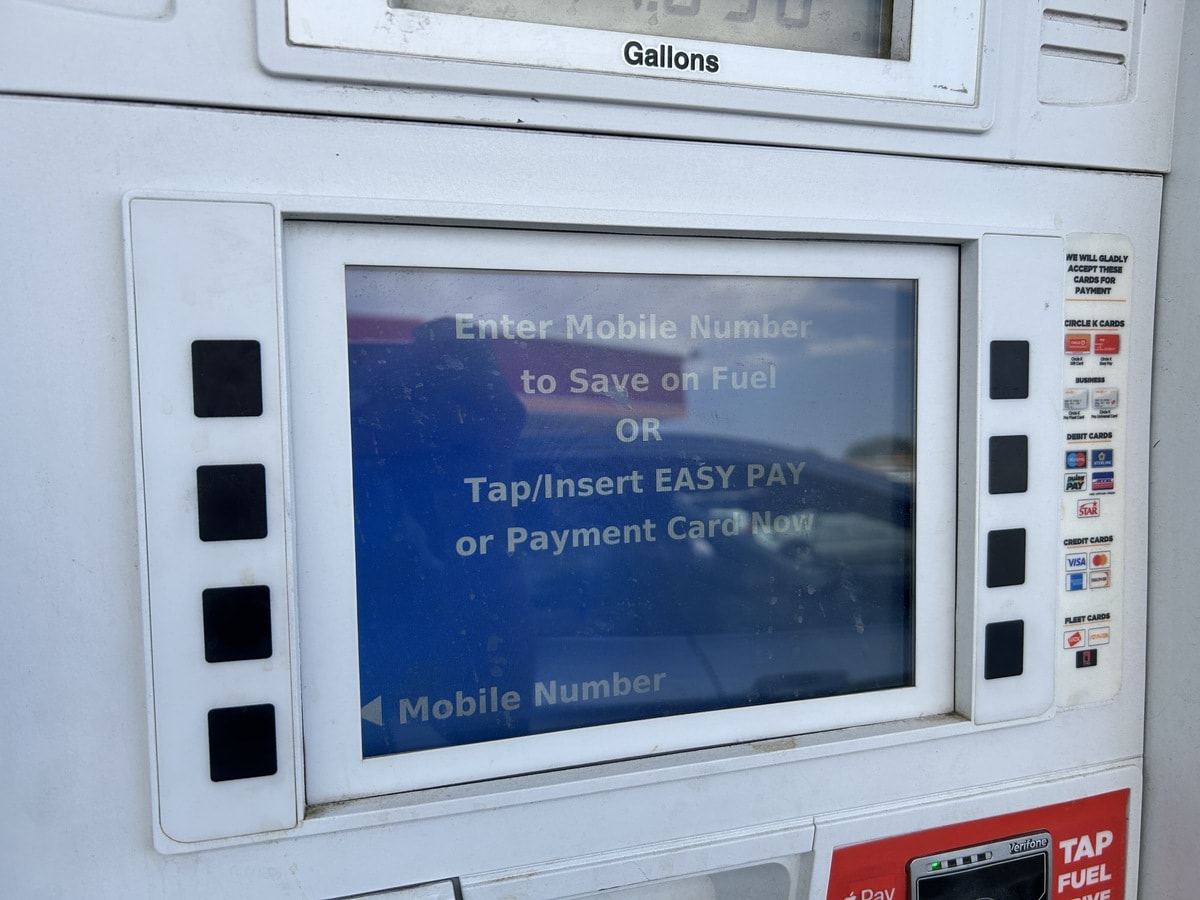 Gallons
Enter Mobile Number
to Save on Fuel
OR
Tap/Insert EASY PAY
or Payment Card Now
Mobile Number
WE WILL GLADLY
ACCEPT THESE
CARDS FOR
PAYMENT
CIRCLE K CARDS
BUSINESS
DEBIT CARDS
PAY
STAR
CREDIT CARDS
VISA
FLEET CARDS
Verifone
TAP
FUEL
Pay